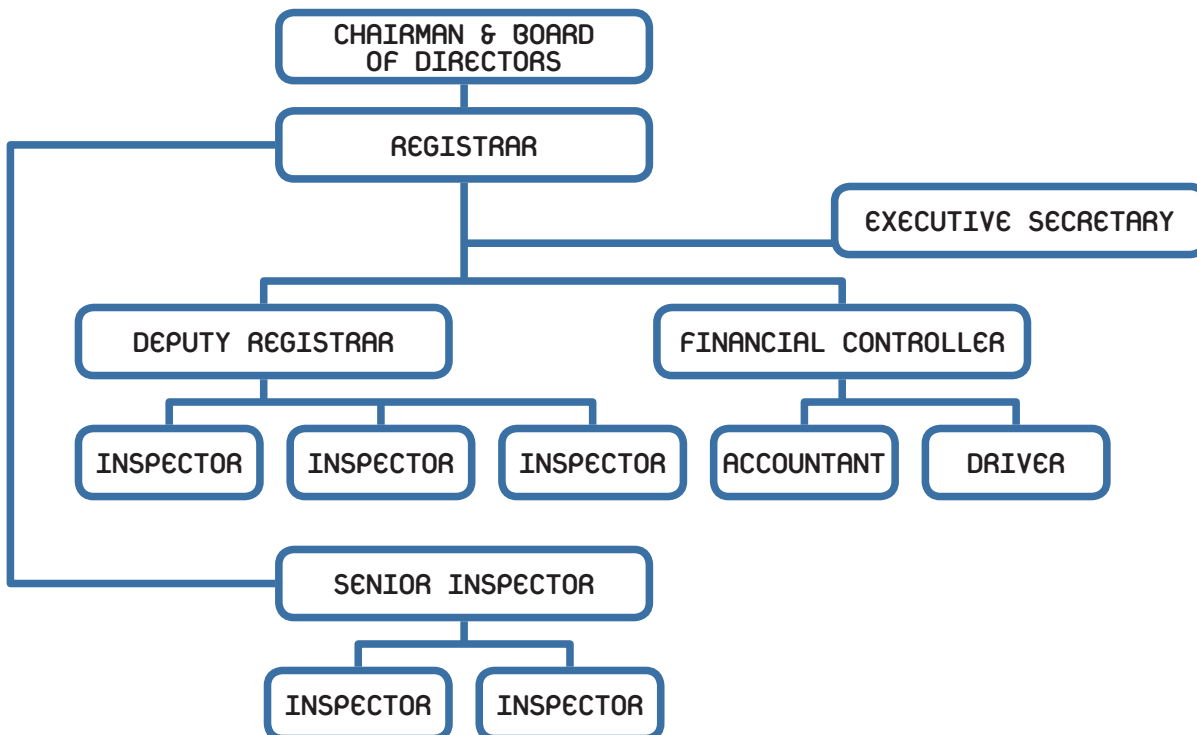 CHAIRMAN & BOARD
OF DIRECTORS
REGISTRAR
EXECUTIVE SECRETARY
DEPUTY REGISTRAR
FINANCIAL CONTROLLER
INSPECTOR
INSPECTOR
INSPECTOR
ACCOUNTANT
DRIVER
SENIOR INSPECTOR
INSPECTOR
INSPECTOR